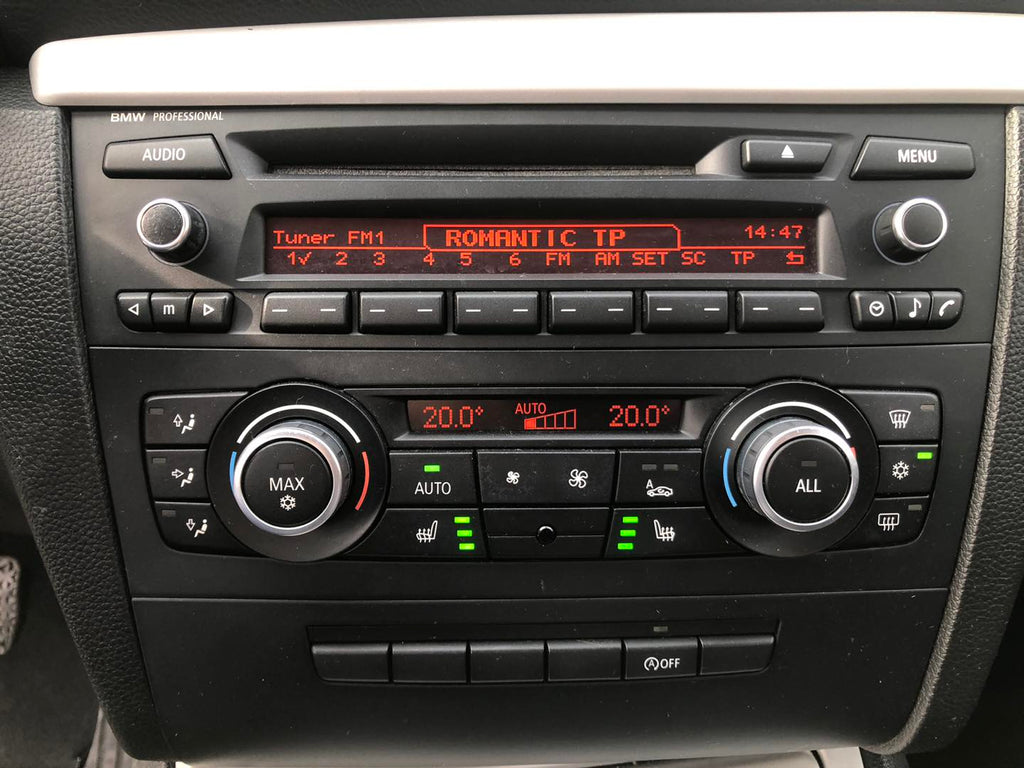 BMW PROFESSIONAL
AUDIO
MENU
Tuner FM1 ROMANTIC TP 14:47
1✓ 2 3 4 5 6 FM AM SET SC TP
m
20.0° AUTO 20.0°
MAX
AUTO
A
ALL
A OFF